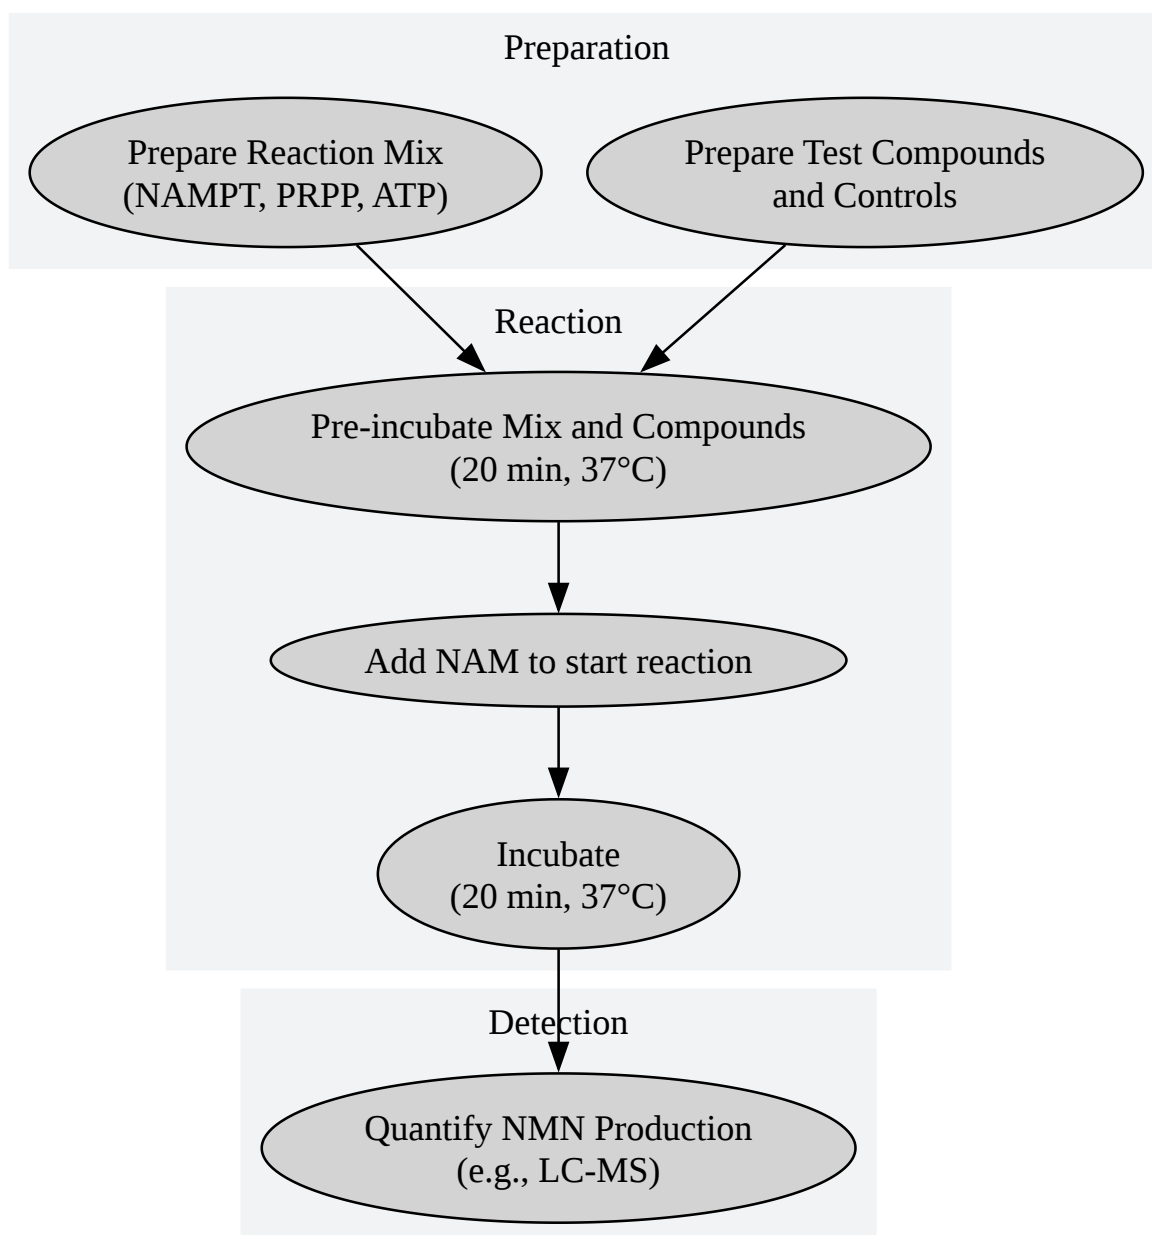 Preparation
Prepare Reaction Mix
(NAMPT, PRPP, ATP)
Prepare Test Compounds
and Controls
Reaction
Pre-incubate Mix and Compounds
(20 min, 37°C)
Add NAM to start reaction
Incubate
(20 min, 37°C)
Detection
Quantify NMN Production
(e.g., LC-MS)